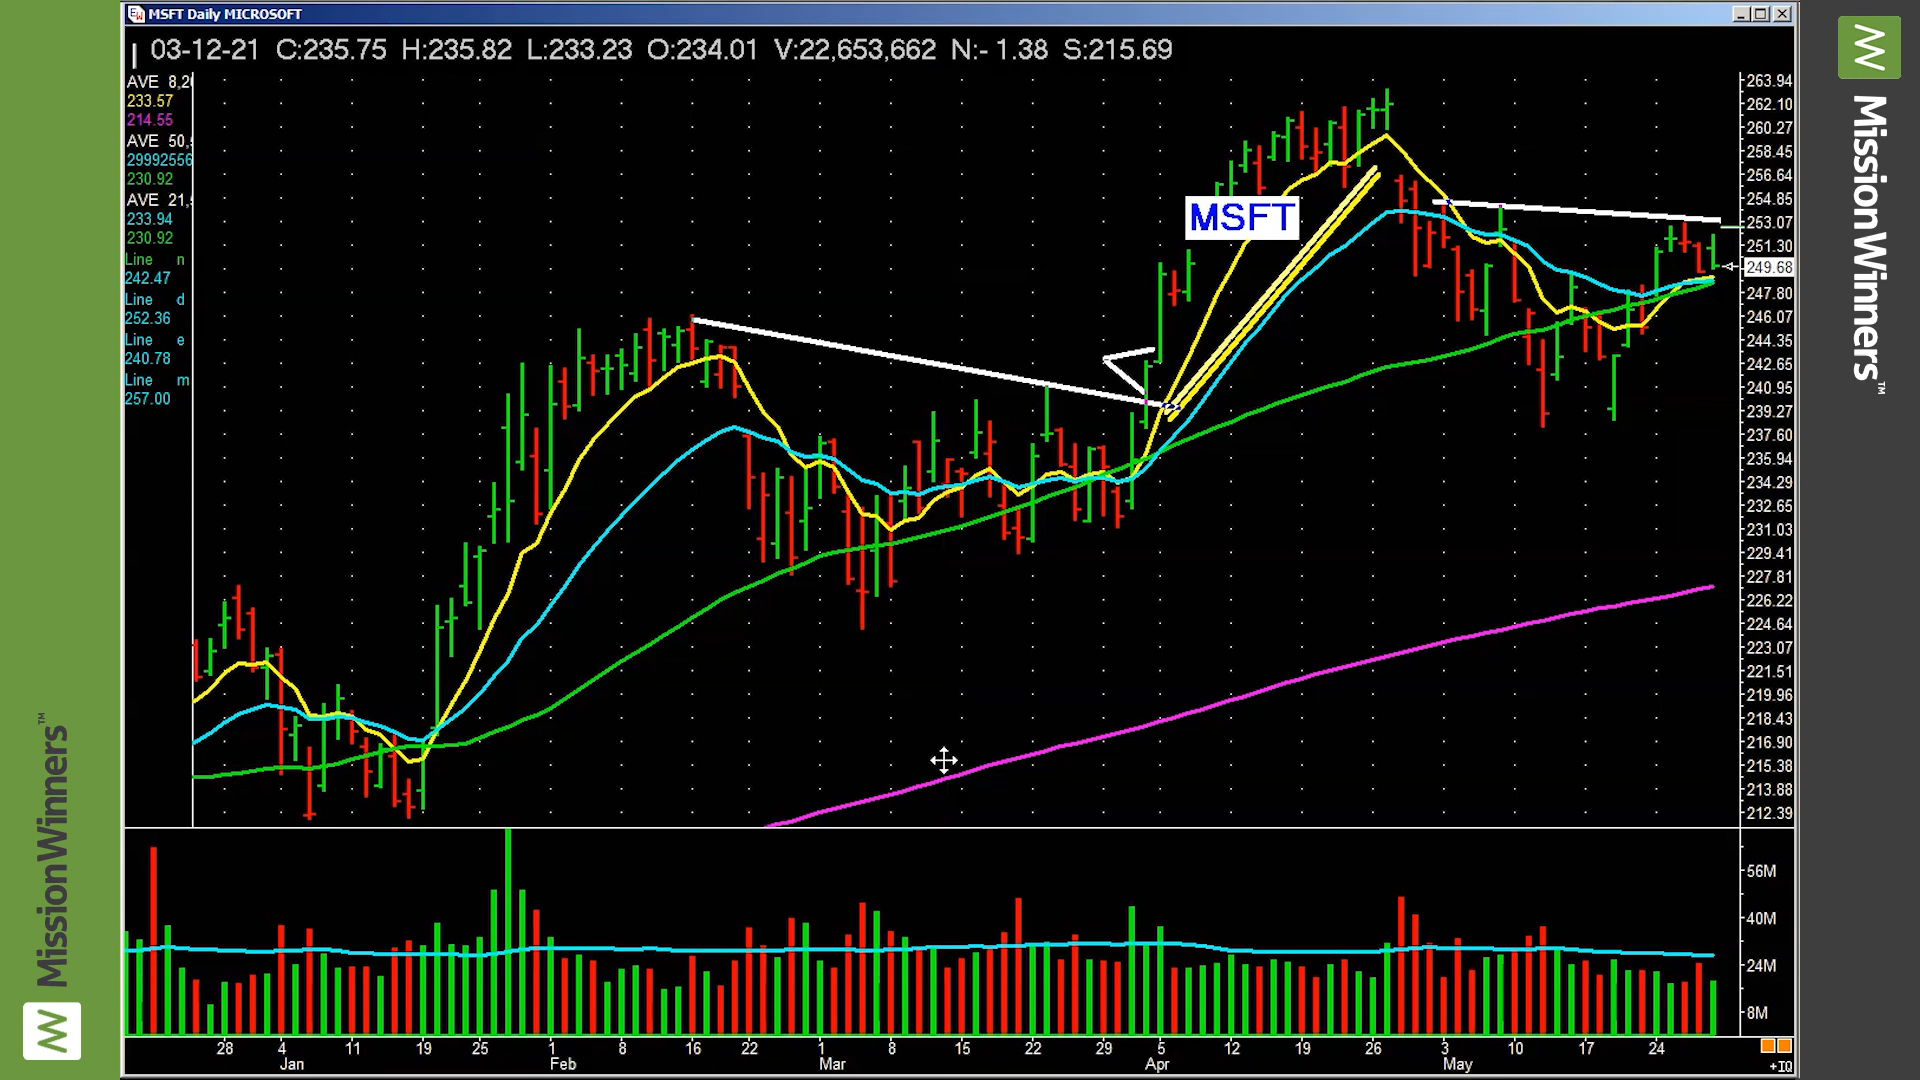 MSFT Daily MICROSOFT
03-12-21 C:235.75 H:235.82 L:233.23 O:234.01 V:22,653,662 N:- 1.38 S:215.69
AVE 8,20
233.57
214.55
AVE 50,
29992556
230.92
AVE 21,
233.94
230.92
Line n
242.47
Line d
252.36
Line e
240.78
Line m
257.00
MSFT
263.94
262.10
260.27
258.45
256.64
254.85
253.07
251.30
249.68
247.80
246.07
244.35
242.65
240.95
239.27
237.60
235.94
234.29
232.65
231.03
229.41
227.81
226.22
224.64
223.07
221.51
219.96
218.43
216.90
215.38
213.88
212.39
56M
40M
24M
8M
28 4 11 19 25 1 8 16 22 1 8 15 22 29 5 12 19 26 3 10 17 24
Jan Feb Mar Apr May
+IQ
MissionWinners™
MissionWinners™